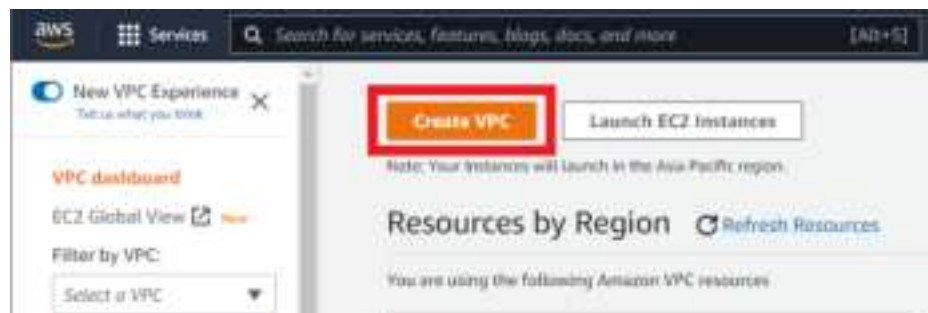 aws Services Search for services, features, blogs, docs, and more [Alt+S]
New VPC Experience
Tell us what you think
VPC dashboard
EC2 Global View New
Filter by VPC:
Select a VPC
Create VPC Launch EC2 Instances
Note: Your Instances will launch in the Asia Pacific region.
Resources by Region Refresh Resources
You are using the following Amazon VPC resources